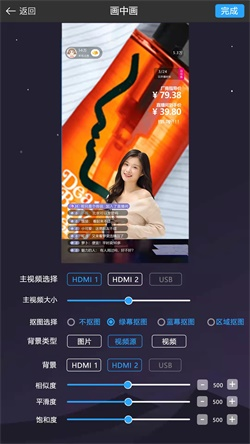 返回
画中画
完成
3/24
¥ 79.38
¥ 39.80
主视频选择
HDMI 1
HDMI 2
USB
主视频大小
抠图选择
不抠图
绿幕抠图
蓝幕抠图
区域抠图
背景类型
图片
视频源
视频
背景
HDMI 1
HDMI 2
USB
相似度
- 500 +
平滑度
- 500 +
饱和度
- 500 +